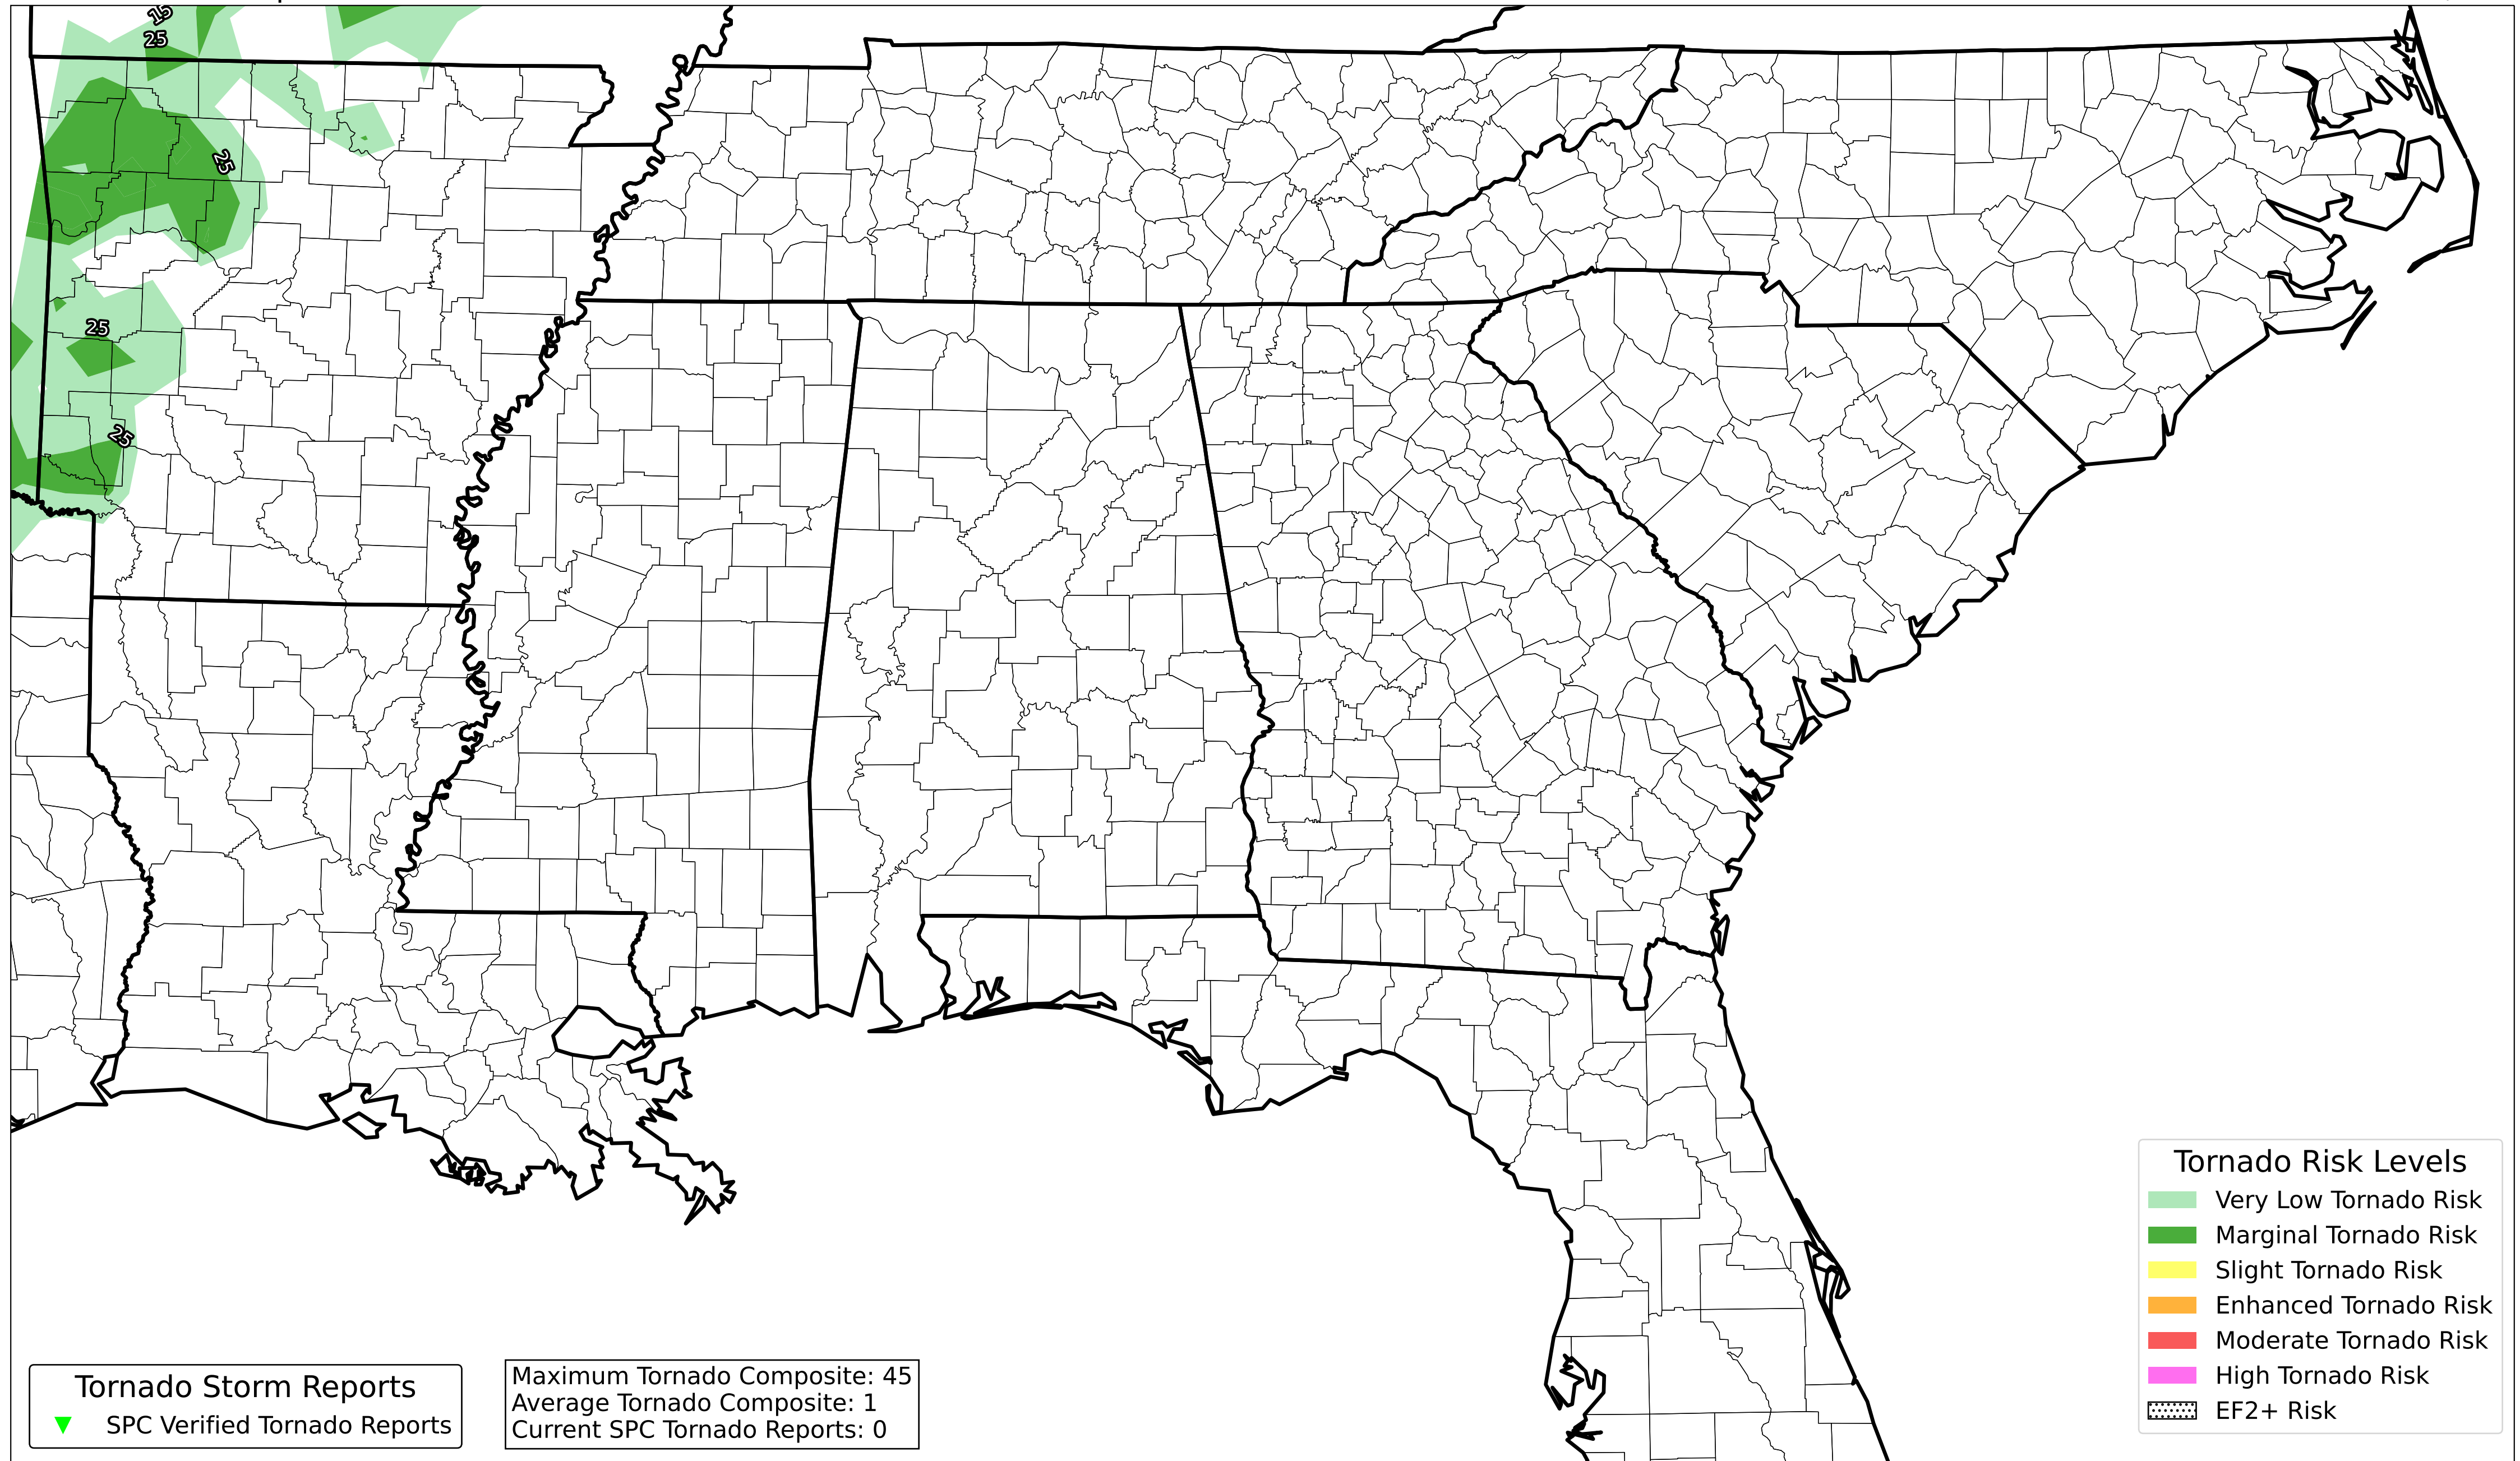 15
25
25
25
25
Tornado Risk Levels
Very Low Tornado Risk
Marginal Tornado Risk
Slight Tornado Risk
Enhanced Tornado Risk
Moderate Tornado Risk
High Tornado Risk
EF2+ Risk
Tornado Storm Reports
SPC Verified Tornado Reports
Maximum Tornado Composite: 45
Average Tornado Composite: 1
Current SPC Tornado Reports: 0